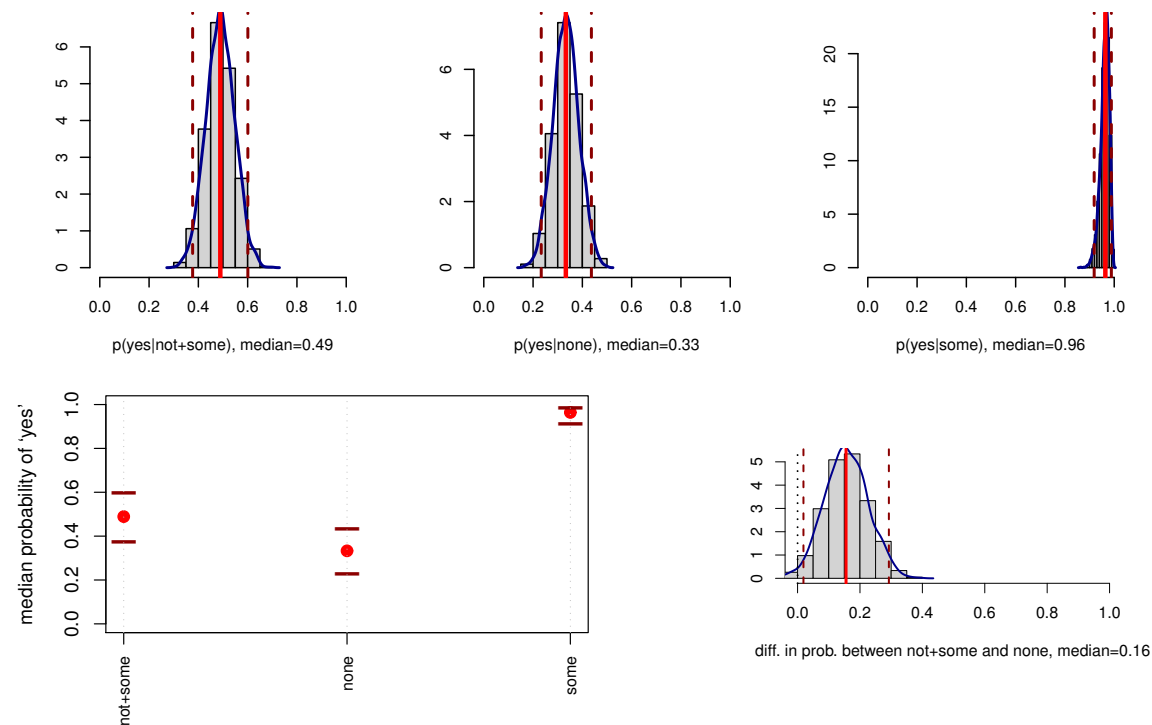 6
5
4
3
2
1
0
0.0 0.2 0.4 0.6 0.8 1.0
p(yes|not+some), median=0.49
6
4
2
0
0.0 0.2 0.4 0.6 0.8 1.0
p(yes|none), median=0.33
20
15
10
5
0
0.0 0.2 0.4 0.6 0.8 1.0
p(yes|some), median=0.96
median probability of ‘yes’
1.0
0.8
0.6
0.4
0.2
0.0
not+some
none
some
5
4
3
2
1
0
0.0 0.2 0.4 0.6 0.8 1.0
diff. in prob. between not+some and none, median=0.16